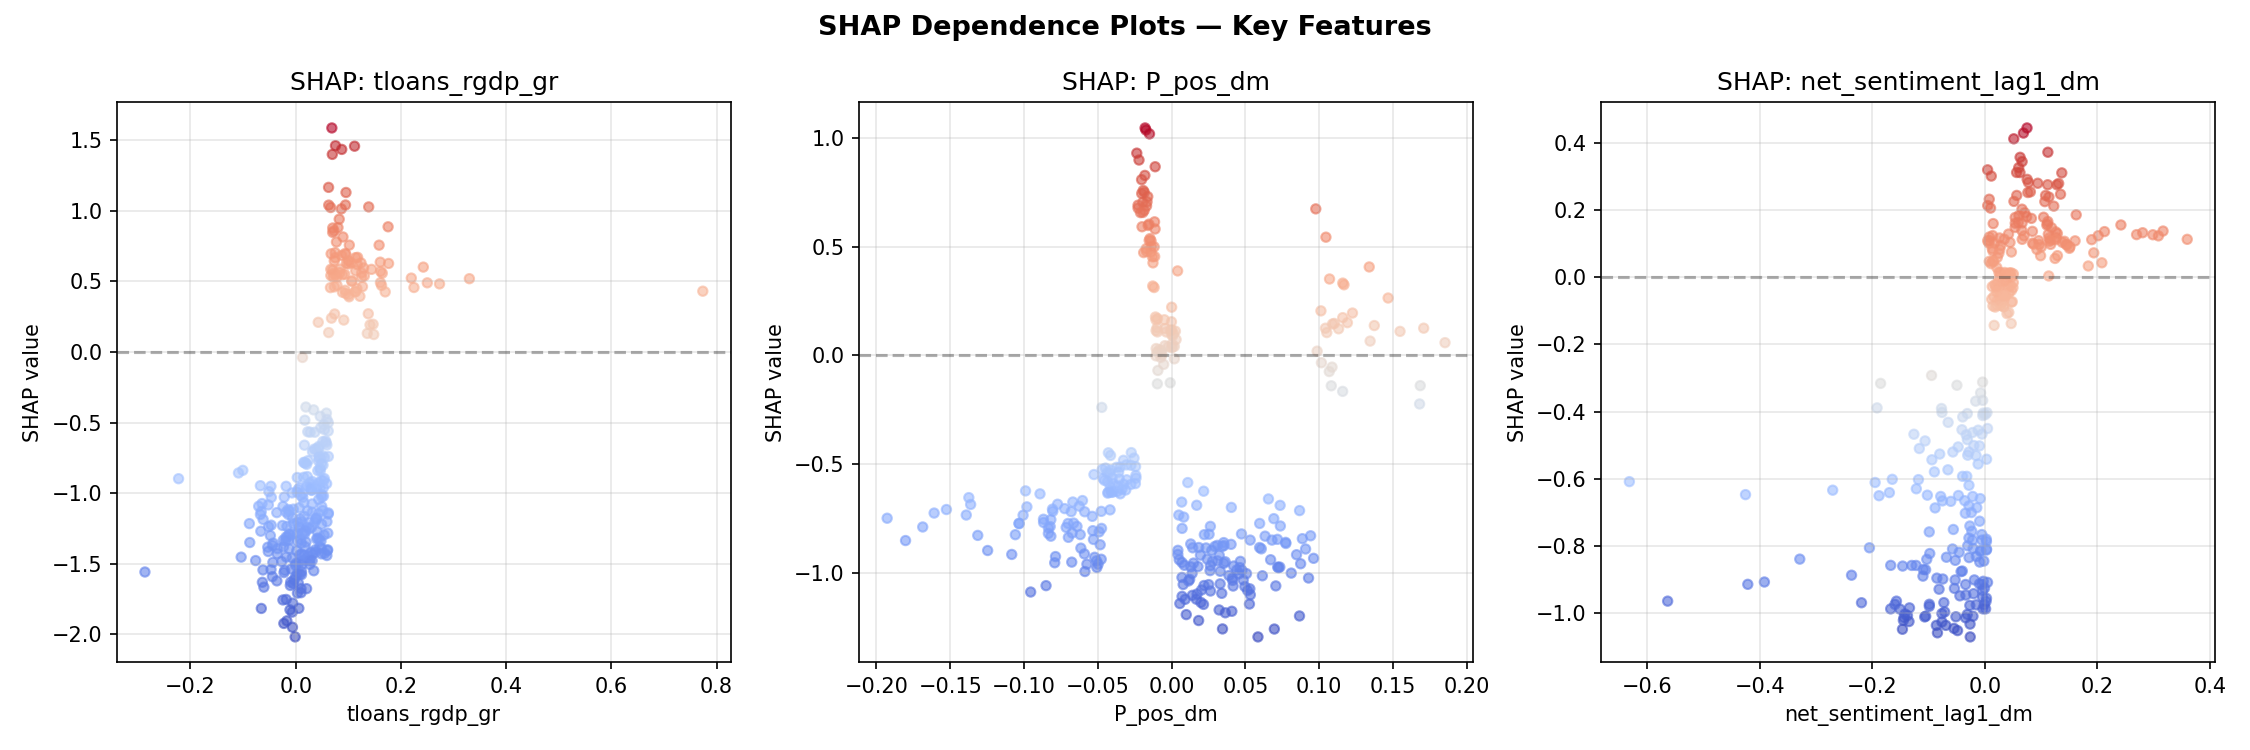 SHAP Dependence Plots — Key Features
SHAP: tloans_rgdp_gr
SHAP value
1.5
1.0
0.5
0.0
−0.5
−1.0
−1.5
−2.0
−0.2 0.0 0.2 0.4 0.6 0.8
tloans_rgdp_gr
SHAP: P_pos_dm
SHAP value
1.0
0.5
0.0
−0.5
−1.0
−0.20 −0.15 −0.10 −0.05 0.00 0.05 0.10 0.15 0.20
P_pos_dm
SHAP: net_sentiment_lag1_dm
SHAP value
0.4
0.2
0.0
−0.2
−0.4
−0.6
−0.8
−1.0
−0.6 −0.4 −0.2 0.0 0.2 0.4
net_sentiment_lag1_dm